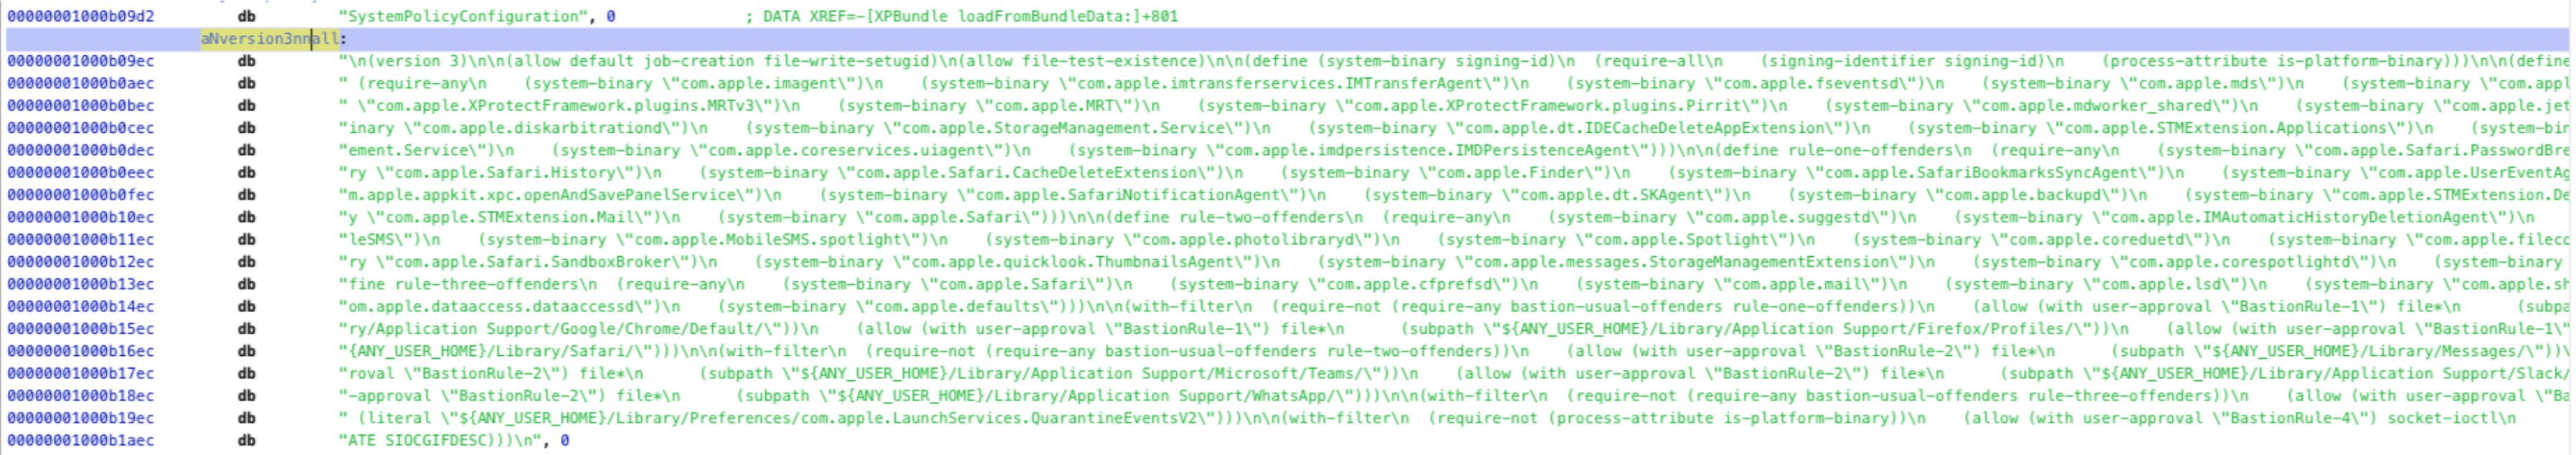 00000001000b09d2 db "SystemPolicyConfiguration", 0 ; DATA XREF=-[XPBundle loadFromBundleData:]+801
aNversion3nnall:
00000001000b09ec db "\n(version 3)\n\n(allow default job-creation file-write-setugid)\n(allow file-test-existence)\n\n(define (system-binary signing-id)\n (require-all\n (signing-identifier signing-id)\n (process-attribute is-platform-binary)))\n\n(define
00000001000b0aec db " (require-any\n (system-binary \"com.apple.imagent\")\n (system-binary \"com.apple.imtransferservices.IMTransferAgent\")\n (system-binary \"com.apple.fseventsd\")\n (system-binary \"com.apple.mds\")\n (system-binary \"com.appl
00000001000b0bec db " \"com.apple.XProtectFramework.plugins.MRTv3\")\n (system-binary \"com.apple.MRT\")\n (system-binary \"com.apple.XProtectFramework.plugins.Pirrit\")\n (system-binary \"com.apple.mdworker_shared\")\n (system-binary \"com.apple.jet
00000001000b0cec db "inary \"com.apple.diskarbitrationd\")\n (system-binary \"com.apple.StorageManagement.Service\")\n (system-binary \"com.apple.dt.IDECacheDeleteAppExtension\")\n (system-binary \"com.apple.STMExtension.Applications\")\n (system-bin
00000001000b0dec db "ement.Service\")\n (system-binary \"com.apple.coreservices.uiagent\")\n (system-binary \"com.apple.imdpersistence.IMDPersistenceAgent\")))\n\n(define rule-one-offenders\n (require-any\n (system-binary \"com.apple.Safari.PasswordBre
00000001000b0eec db "ry \"com.apple.Safari.History\")\n (system-binary \"com.apple.Safari.CacheDeleteExtension\")\n (system-binary \"com.apple.Finder\")\n (system-binary \"com.apple.SafariBookmarksSyncAgent\")\n (system-binary \"com.apple.UserEventAg
00000001000b0fec db "m.apple.appkit.xpc.openAndSavePanelService\")\n (system-binary \"com.apple.SafariNotificationAgent\")\n (system-binary \"com.apple.dt.SKAgent\")\n (system-binary \"com.apple.backupd\")\n (system-binary \"com.apple.STMExtension.De
00000001000b10ec db "y \"com.apple.STMExtension.Mail\")\n (system-binary \"com.apple.Safari\")))\n\n(define rule-two-offenders\n (require-any\n (system-binary \"com.apple.suggestd\")\n (system-binary \"com.apple.IMAutomaticHistoryDeletionAgent\")\n
00000001000b11ec db "leSMS\")\n (system-binary \"com.apple.MobileSMS.spotlight\")\n (system-binary \"com.apple.photolibraryd\")\n (system-binary \"com.apple.Spotlight\")\n (system-binary \"com.apple.coreduetd\")\n (system-binary \"com.apple.filecc
00000001000b12ec db "ry \"com.apple.Safari.SandboxBroker\")\n (system-binary \"com.apple.quicklook.ThumbnailsAgent\")\n (system-binary \"com.apple.messages.StorageManagementExtension\")\n (system-binary \"com.apple.corespotlightd\")\n (system-binary
00000001000b13ec db "fine rule-three-offenders\n (require-any\n (system-binary \"com.apple.Safari\")\n (system-binary \"com.apple.cfprefsd\")\n (system-binary \"com.apple.mail\")\n (system-binary \"com.apple.lsd\")\n (system-binary \"com.apple.sh
00000001000b14ec db "om.apple.dataaccess.dataaccessd\")\n (system-binary \"com.apple.defaults\")))\n\n(with-filter\n (require-not (require-any bastion-usual-offenders rule-one-offenders))\n (allow (with user-approval \"BastionRule-1\") file*\n (subpa
00000001000b15ec db "ry/Application Support/Google/Chrome/Default/\"))\n (allow (with user-approval \"BastionRule-1\") file*\n (subpath \"${ANY_USER_HOME}/Library/Application Support/Firefox/Profiles/\"))\n (allow (with user-approval \"BastionRule-1\"
00000001000b16ec db "{ANY_USER_HOME}/Library/Safari/\")))\n\n(with-filter\n (require-not (require-any bastion-usual-offenders rule-two-offenders))\n (allow (with user-approval \"BastionRule-2\") file*\n (subpath \"${ANY_USER_HOME}/Library/Messages/\"))\
00000001000b17ec db "roval \"BastionRule-2\") file*\n (subpath \"${ANY_USER_HOME}/Library/Application Support/Microsoft/Teams/\"))\n (allow (with user-approval \"BastionRule-2\") file*\n (subpath \"${ANY_USER_HOME}/Library/Application Support/Slack/
00000001000b18ec db "-approval \"BastionRule-2\") file*\n (subpath \"${ANY_USER_HOME}/Library/Application Support/WhatsApp/\")))\n\n(with-filter\n (require-not (require-any bastion-usual-offenders rule-three-offenders))\n (allow (with user-approval \"Ba
00000001000b19ec db " (literal \"${ANY_USER_HOME}/Library/Preferences/com.apple.LaunchServices.QuarantineEventsV2\")))\n\n(with-filter\n (require-not (process-attribute is-platform-binary))\n (allow (with user-approval \"BastionRule-4\") socket-ioctl\n
00000001000b1aec db "ATE SIOCGIFDESC)))\n", 0